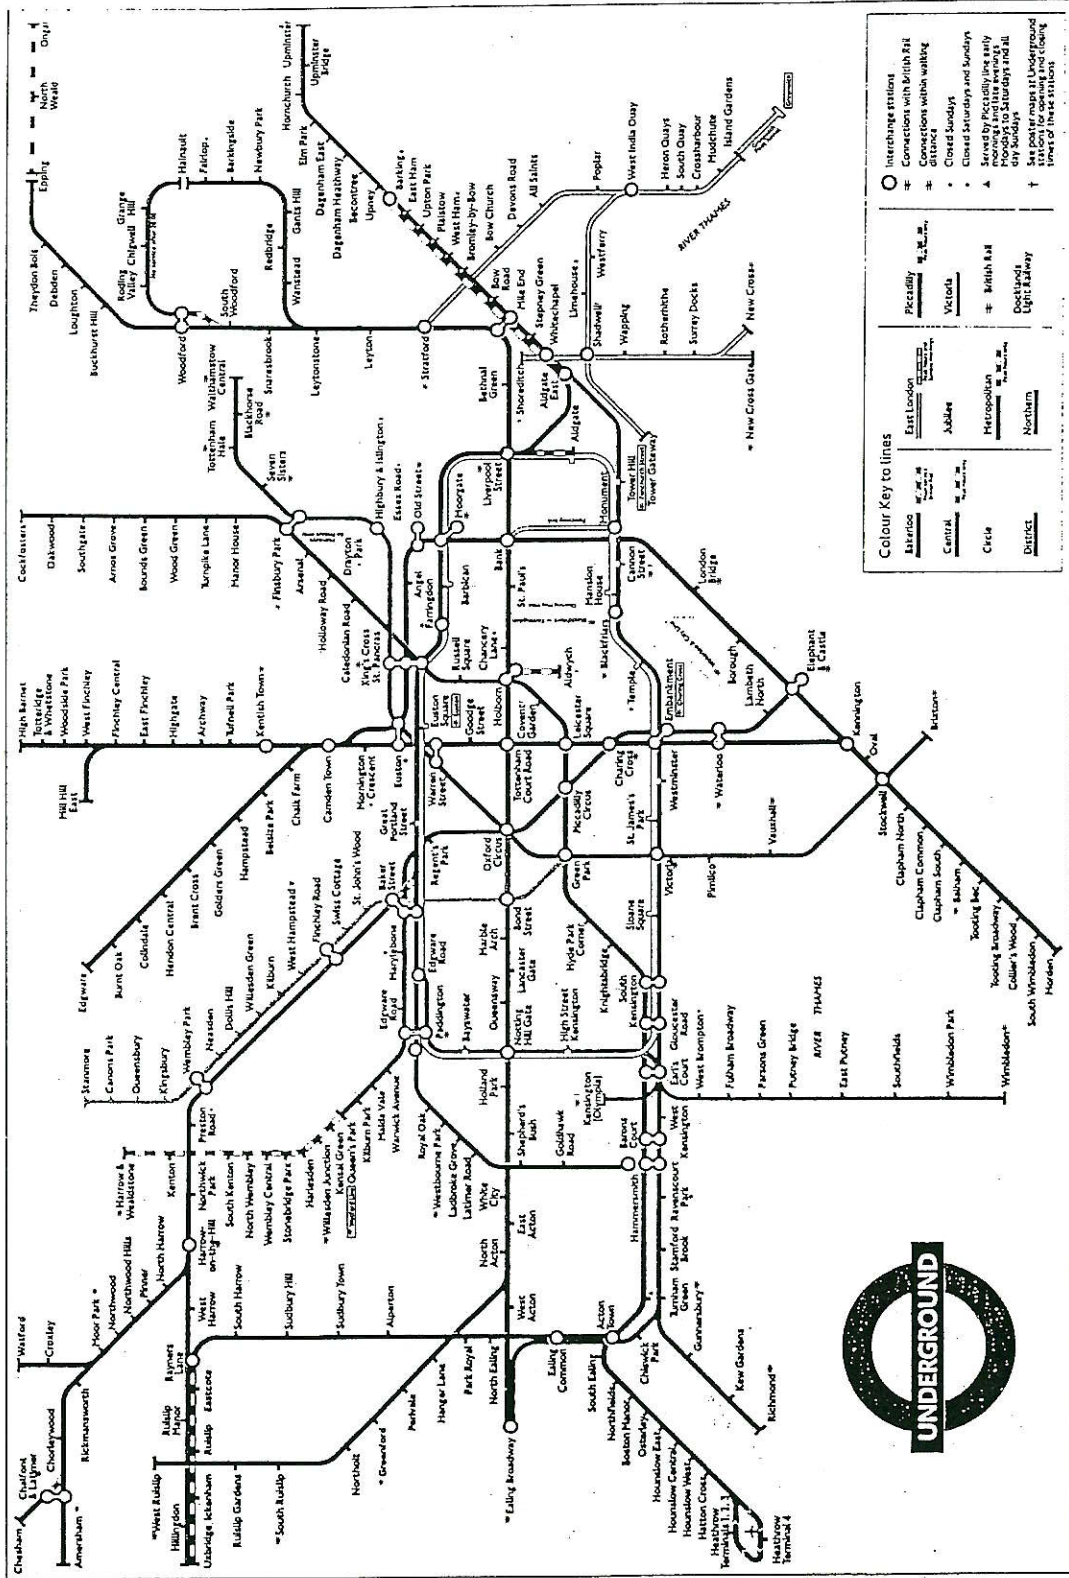 Chesham
Chalfont
& Latimer
Amersham
Chorleywood
Rickmansworth
Watford
Croxley
Moor Park
Northwood
Northwood Hills
Pinner
North Harrow
Harrow &
Wealdstone
Kenton
Northwick
Park
South Kenton
North Wembley
Wembley Central
Stonebridge Park
Harlesden
Willesden Junction
Kensal Green
Queen's Park
Kilburn Park
Maida Vale
Warwick Avenue
West Ruislip
Hillingdon
Uxbridge
Ickenham
Ruislip
Ruislip
Manor
Eastcote
Rayners
Lane
West
Harrow
Harrow-
on-the-Hill
Preston
Road
Wembley Park
Ruislip Gardens
South Ruislip
Northolt
Greenford
Perivale
Hanger Lane
South Harrow
Sudbury Hill
Sudbury Town
Alperton
Park Royal
North Ealing
Ealing Broadway
Ealing
Common
West
Acton
North
Acton
East
Acton
White
City
Shepherd's
Bush
Holland
Park
Notting
Hill Gate
Queensway
Lancaster
Gate
Marble
Arch
Bond
Street
Oxford
Circus
Tottenham
Court Road
Holborn
Chancery
Lane
St. Paul's
Bank
Liverpool
Street
Bethnal
Green
Mile End
Stanmore
Canons Park
Queensbury
Kingsbury
Neasden
Dollis Hill
Willesden Green
Kilburn
West Hampstead
Finchley Road
Swiss Cottage
St. John's Wood
Baker
Street
Edgware
Burnt Oak
Colindale
Hendon Central
Brent Cross
Golders Green
Hampstead
Belsize Park
Chalk Farm
Camden Town
Mornington
Crescent
Euston
Mill Hill
East
High Barnet
Totteridge
& Whetstone
Woodside Park
West Finchley
Finchley Central
East Finchley
Highgate
Archway
Tufnell Park
Kentish Town
Cockfosters
Oakwood
Southgate
Arnos Grove
Bounds Green
Wood Green
Turnpike Lane
Manor House
Finsbury Park
Arsenal
Holloway Road
Caledonian Road
King's Cross
St. Pancras
Drayton
Park
Highbury & Islington
Essex Road
Old Street
Moorgate
Angel
Farringdon
Barbican
Seven
Sisters
Tottenham
Hale
Blackhorse
Road
Walthamstow
Central
Edgware
Road
Paddington
Marylebone
Edgware
Road
Great
Portland
Street
Regent's
Park
Warren
Street
Euston
Square
Goodge
Street
Russell
Square
Royal Oak
Westbourne Park
Ladbroke Grove
Latimer Road
Goldhawk
Road
Hammersmith
Bayswater
High Street
Kensington
Kensington
(Olympia)
Barons
Court
West
Kensington
Earl's
Court
Gloucester
Road
South
Kensington
Knightsbridge
Hyde Park
Corner
Green
Park
Piccadilly
Circus
Leicester
Square
Covent
Garden
Aldwych
Sloane
Square
Victoria
St. James's
Park
Westminster
Charing
Cross
Embankment
Temple
Blackfriars
Mansion
House
Cannon
Street
Monument
Tower Hill
Tower Gateway
Aldgate
Aldgate
East
Shoreditch
Whitechapel
Stepney Green
Bow
Road
Bow Church
Bromley-by-Bow
West Ham
Plaistow
Upton Park
East Ham
Barking
Upney
Becontree
Dagenham Heathway
Dagenham East
Elm Park
Hornchurch
Upminster
Bridge
Upminster
Stratford
Leyton
Leytonstone
Snaresbrook
South
Woodford
Woodford
Buckhurst Hill
Loughton
Debden
Theydon Bois
Epping
North
Weald
Ongar
Roding
Valley
Chigwell
Grange
Hill
Hainault
Fairlop
Barkingside
Newbury Park
Gants Hill
Redbridge
Wanstead
Devons Road
All Saints
Poplar
West India Quay
Heron Quays
South Quay
Crossharbour
Mudchute
Island Gardens
Limehouse
Westferry
Shadwell
Wapping
Rotherhithe
Surrey Docks
New Cross
New Cross Gate
RIVER THAMES
London
Bridge
Borough
Elephant
& Castle
Lambeth
North
Waterloo
Kennington
Oval
Stockwell
Brixton
Vauxhall
Pimlico
Clapham North
Clapham Common
Clapham South
Balham
Tooting Bec
Tooting Broadway
Collier's Wood
South Wimbledon
Morden
RIVER THAMES
West Brompton
Fulham Broadway
Parsons Green
Putney Bridge
East Putney
Southfields
Wimbledon Park
Wimbledon
Acton
Town
South Ealing
Northfields
Boston Manor
Osterley
Hounslow East
Hounslow Central
Hounslow West
Hatton Cross
Heathrow
Terminals 1, 2, 3
Heathrow
Terminal 4
Chiswick
Park
Turnham
Green
Stamford
Brook
Ravenscourt
Park
Gunnersbury
Kew Gardens
Richmond
UNDERGROUND
Colour Key to lines
Bakerloo
Central
Circle
District
East London
Jubilee
Metropolitan
Northern
Piccadilly
Victoria
British Rail
Docklands
Light Railway
Interchange stations
Connections with British Rail
Connections within walking
distance
Closed Sundays
Closed Saturdays and Sundays
Served by Piccadilly line early
mornings and late evenings
Mondays to Saturdays and all
day Sundays
See poster maps at Underground
stations for opening and closing
times of these stations